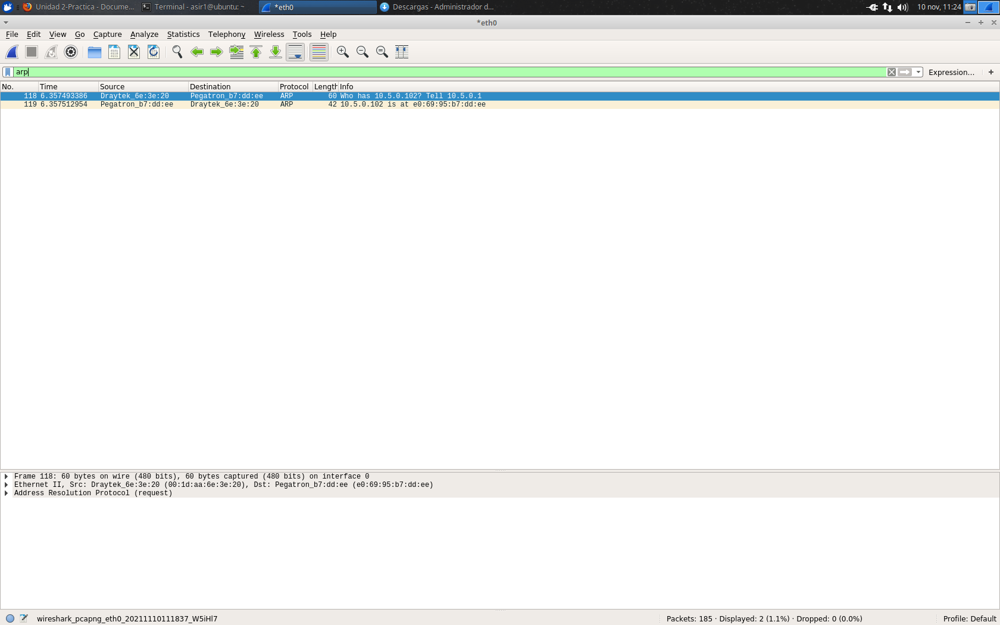 Unidad 2-Practica - Docume... Terminal - asir1@ubuntu: ~ *eth0 Descargas - Administrador d... 10 nov, 11:24
*eth0
File Edit View Go Capture Analyze Statistics Telephony Wireless Tools Help
arp Expression... +
No. Time Source Destination Protocol Length Info
118 6.357493386 Draytek_6e:3e:20 Pegatron_b7:dd:ee ARP 60 Who has 10.5.0.102? Tell 10.5.0.1
119 6.357512954 Pegatron_b7:dd:ee Draytek_6e:3e:20 ARP 42 10.5.0.102 is at e0:69:95:b7:dd:ee
Frame 118: 60 bytes on wire (480 bits), 60 bytes captured (480 bits) on interface 0
Ethernet II, Src: Draytek_6e:3e:20 (00:1d:aa:6e:3e:20), Dst: Pegatron_b7:dd:ee (e0:69:95:b7:dd:ee)
Address Resolution Protocol (request)
wireshark_pcapng_eth0_20211110111837_W5iHl7 Packets: 185 · Displayed: 2 (1.1%) · Dropped: 0 (0.0%) Profile: Default